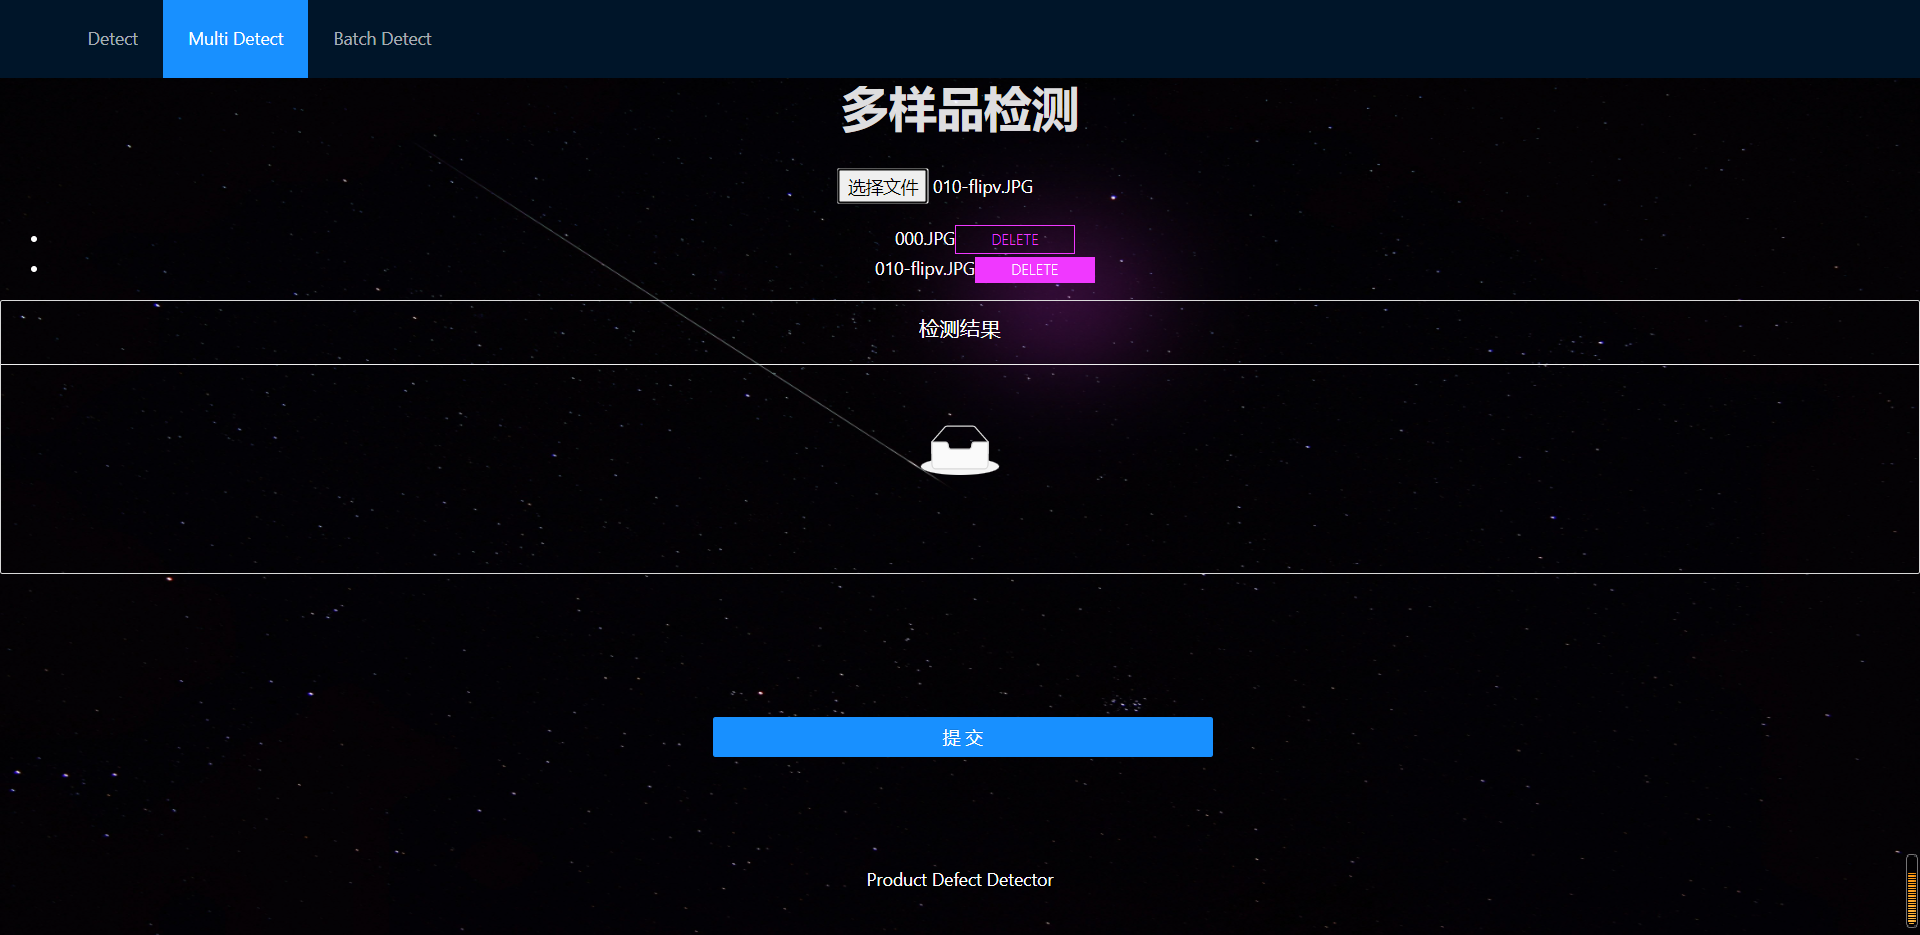 Detect Multi Detect Batch Detect
多样品检测
选择文件 010-flipv.JPG
000.JPG DELETE
010-flipv.JPG DELETE
检测结果
提 交
Product Defect Detector